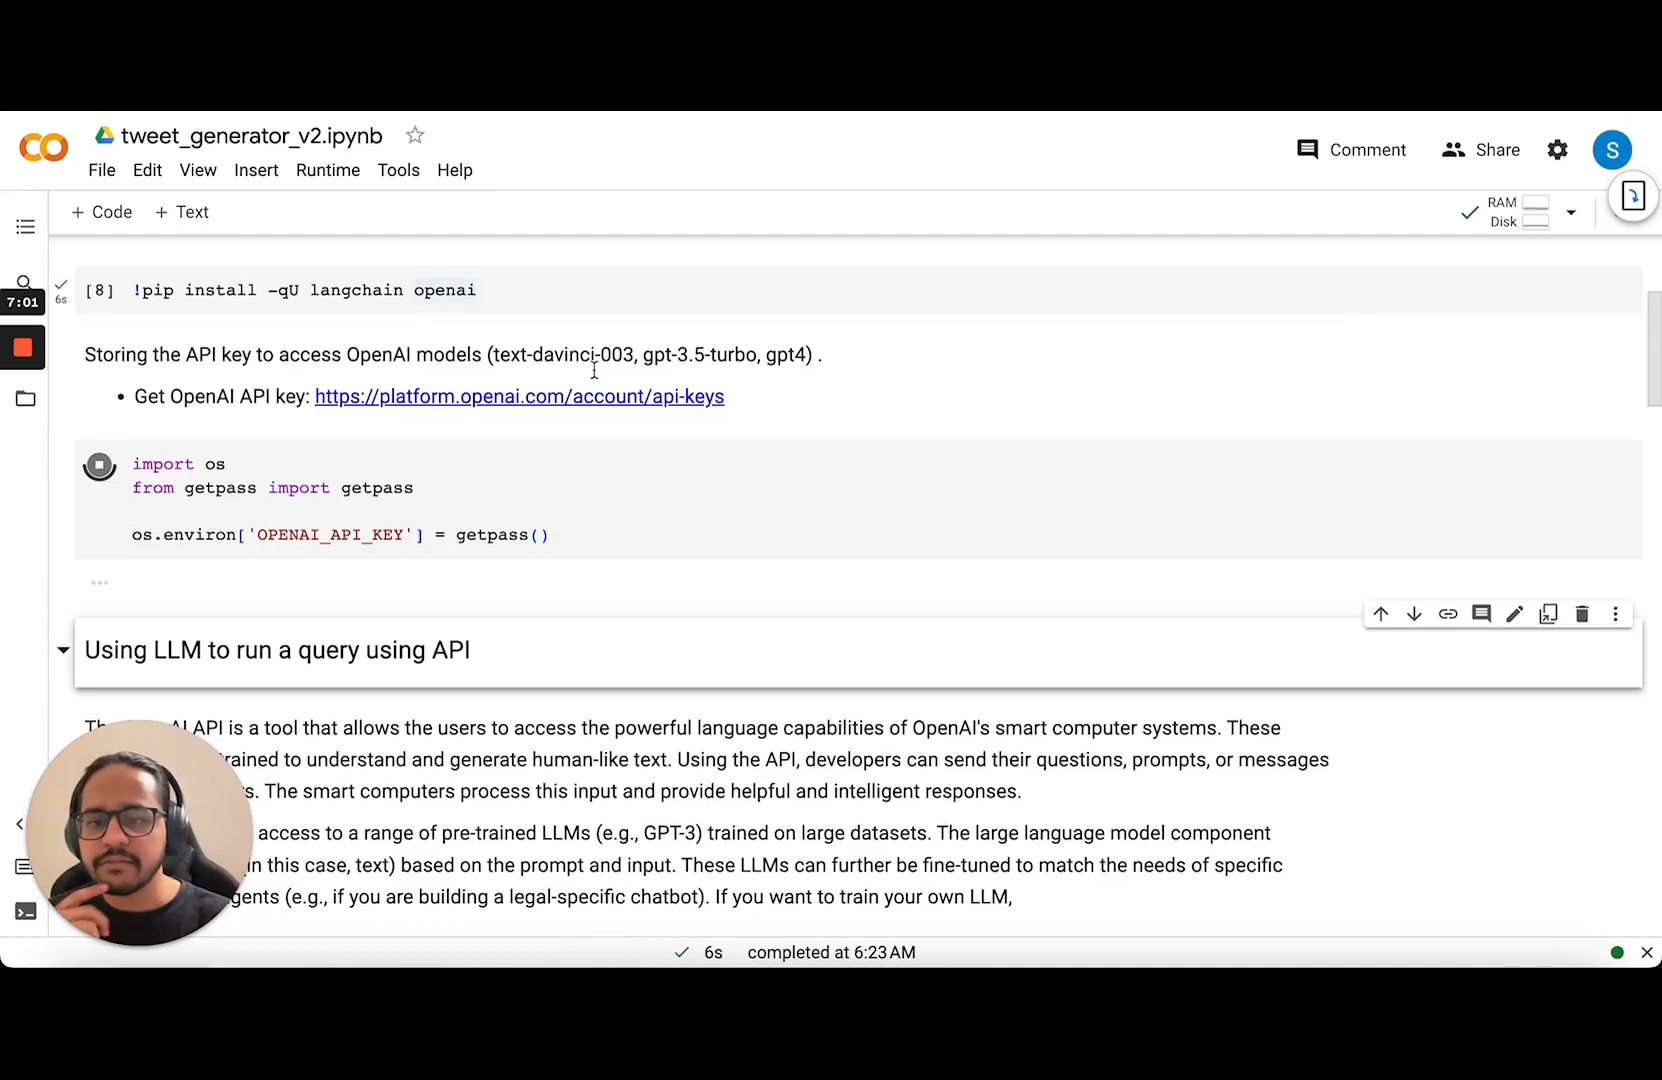 tweet_generator_v2.ipynb
File Edit View Insert Runtime Tools Help
Comment Share S
+ Code + Text
RAM
Disk
7:01
6s
[8] !pip install -qU langchain openai
Storing the API key to access OpenAI models (text-davinci-003, gpt-3.5-turbo, gpt4) .
• Get OpenAI API key: https://platform.openai.com/account/api-keys
import os
from getpass import getpass
os.environ['OPENAI_API_KEY'] = getpass()
...
Using LLM to run a query using API
AI API is a tool that allows the users to access the powerful language capabilities of OpenAI's smart computer systems. These
rained to understand and generate human-like text. Using the API, developers can send their questions, prompts, or messages
s. The smart computers process this input and provide helpful and intelligent responses.
access to a range of pre-trained LLMs (e.g., GPT-3) trained on large datasets. The large language model component
in this case, text) based on the prompt and input. These LLMs can further be fine-tuned to match the needs of specific
gents (e.g., if you are building a legal-specific chatbot). If you want to train your own LLM,
6s completed at 6:23 AM